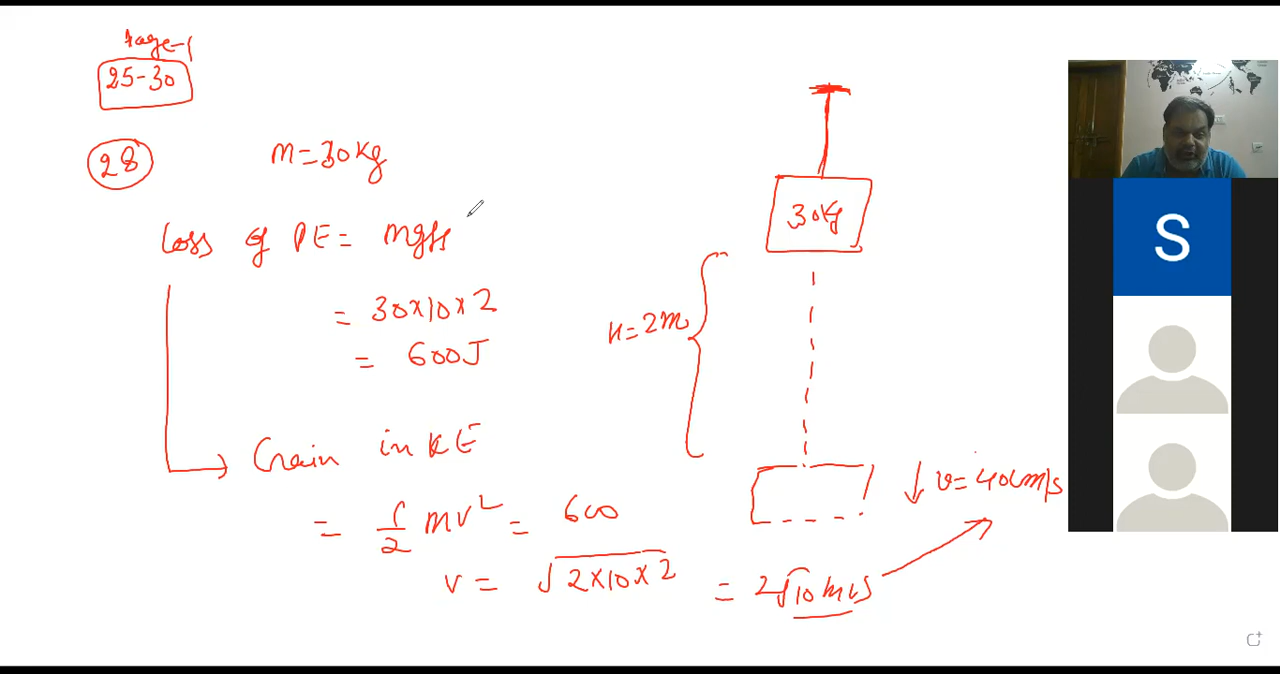 Page-1
25-30
28
m=30Kg
30Kg
Loss of PE= mgH
= 30×10×2
= 600J
H=2m
Gain in KE
v=40cm/s
= 1/2 mv² = 600
v= √2×10×2 = 2√10 m/s
S